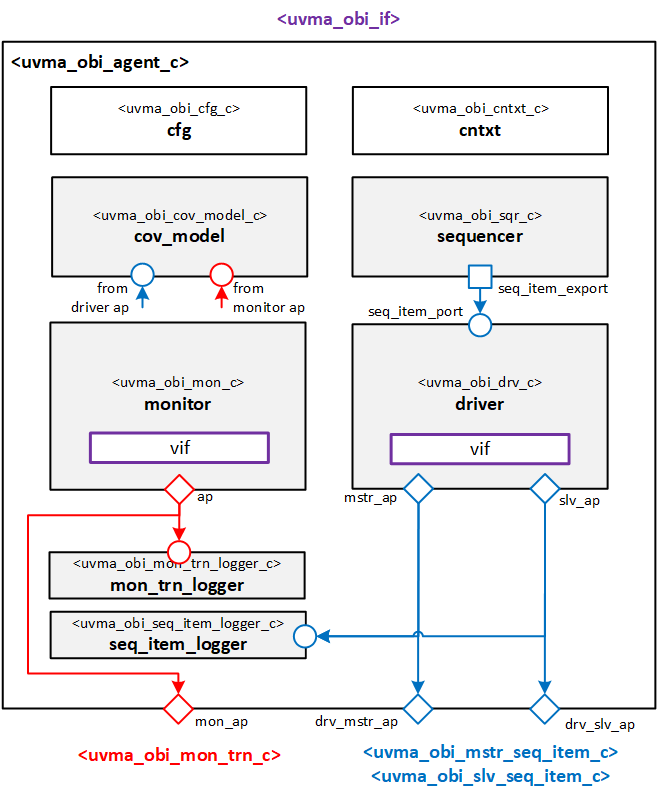 <uvma_obi_if>
<uvma_obi_agent_c>
<uvma_obi_cfg_c>
cfg
<uvma_obi_cntxt_c>
cntxt
<uvma_obi_cov_model_c>
cov_model
from
driver ap
from
monitor ap
<uvma_obi_sqr_c>
sequencer
seq_item_export
seq_item_port
<uvma_obi_mon_c>
monitor
vif
ap
<uvma_obi_drv_c>
driver
vif
mstr_ap
slv_ap
<uvma_obi_mon_trn_logger_c>
mon_trn_logger
<uvma_obi_seq_item_logger_c>
seq_item_logger
mon_ap
drv_mstr_ap
drv_slv_ap
<uvma_obi_mon_trn_c>
<uvma_obi_mstr_seq_item_c>
<uvma_obi_slv_seq_item_c>